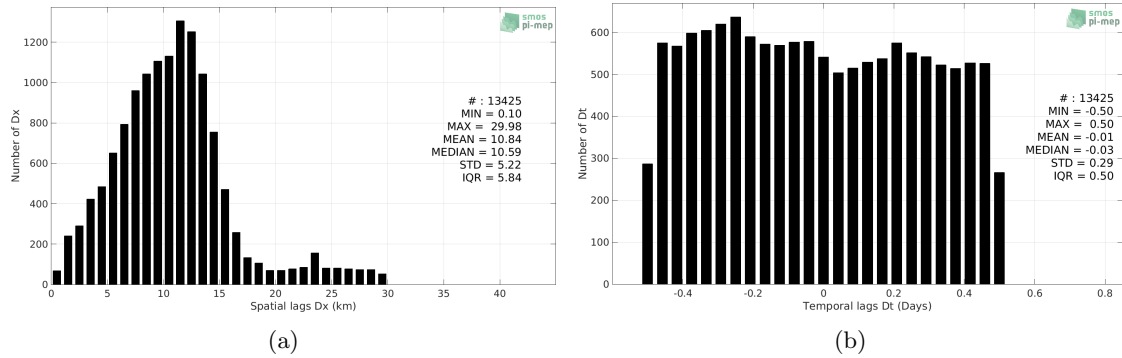 smos
pi-mep
1200
1000
800
600
400
200
0
Number of Dx
# : 13425
MIN = 0.10
MAX = 29.98
MEAN = 10.84
MEDIAN = 10.59
STD = 5.22
IQR = 5.84
0 5 10 15 20 25 30 35 40
Spatial lags Dx (km)
(a)
smos
pi-mep
600
500
400
300
200
100
0
Number of Dt
# : 13425
MIN = -0.50
MAX = 0.50
MEAN = -0.01
MEDIAN = -0.03
STD = 0.29
IQR = 0.50
-0.4 -0.2 0 0.2 0.4 0.6 0.8
Temporal lags Dt (Days)
(b)